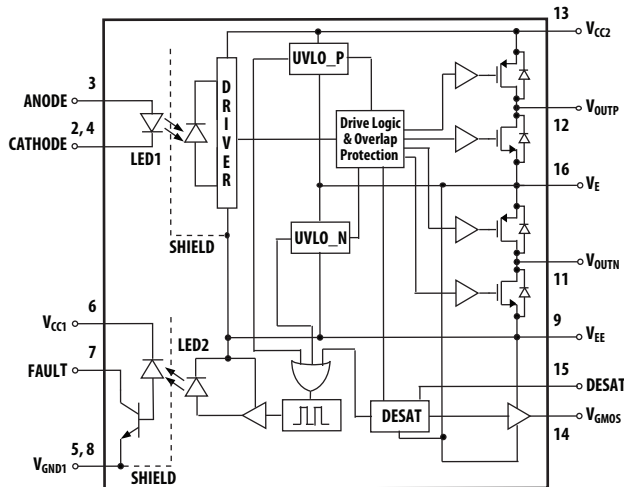 13
VCC2
UVLO_P
3
ANODE
DRIVER
VOUTP
Drive Logic
& Overlap
Protection
12
2, 4
CATHODE
LED1
16
VE
UVLO_N
SHIELD
VOUTN
11
6
9
VCC1
LED2
VEE
7
FAULT
15
DESAT
DESAT
VGMOS
14
5, 8
VGND1
SHIELD